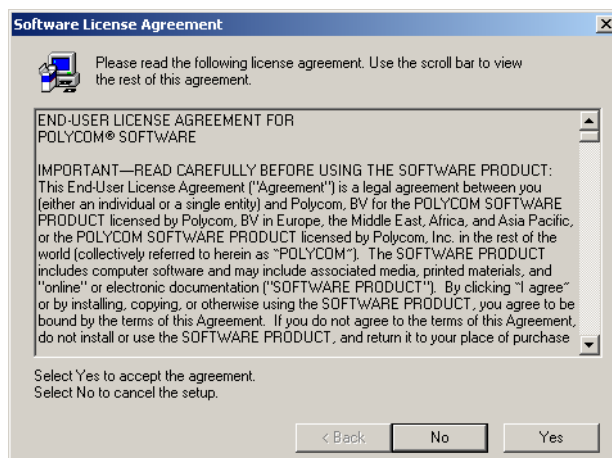 Software License Agreement
Please read the following license agreement. Use the scroll bar to view
the rest of this agreement.
END-USER LICENSE AGREEMENT FOR
POLYCOM® SOFTWARE
IMPORTANT—READ CAREFULLY BEFORE USING THE SOFTWARE PRODUCT:
This End-User License Agreement ("Agreement") is a legal agreement between you
(either an individual or a single entity) and Polycom, BV for the POLYCOM SOFTWARE
PRODUCT licensed by Polycom, BV in Europe, the Middle East, Africa, and Asia Pacific,
or the POLYCOM SOFTWARE PRODUCT licensed by Polycom, Inc. in the rest of the
world (collectively referred to herein as "POLYCOM"). The SOFTWARE PRODUCT
includes computer software and may include associated media, printed materials, and
"online" or electronic documentation ("SOFTWARE PRODUCT"). By clicking "I agree"
or by installing, copying, or otherwise using the SOFTWARE PRODUCT, you agree to be
bound by the terms of this Agreement. If you do not agree to the terms of this Agreement,
do not install or use the SOFTWARE PRODUCT, and return it to your place of purchase
Select Yes to accept the agreement.
Select No to cancel the setup.
< Back
No
Yes